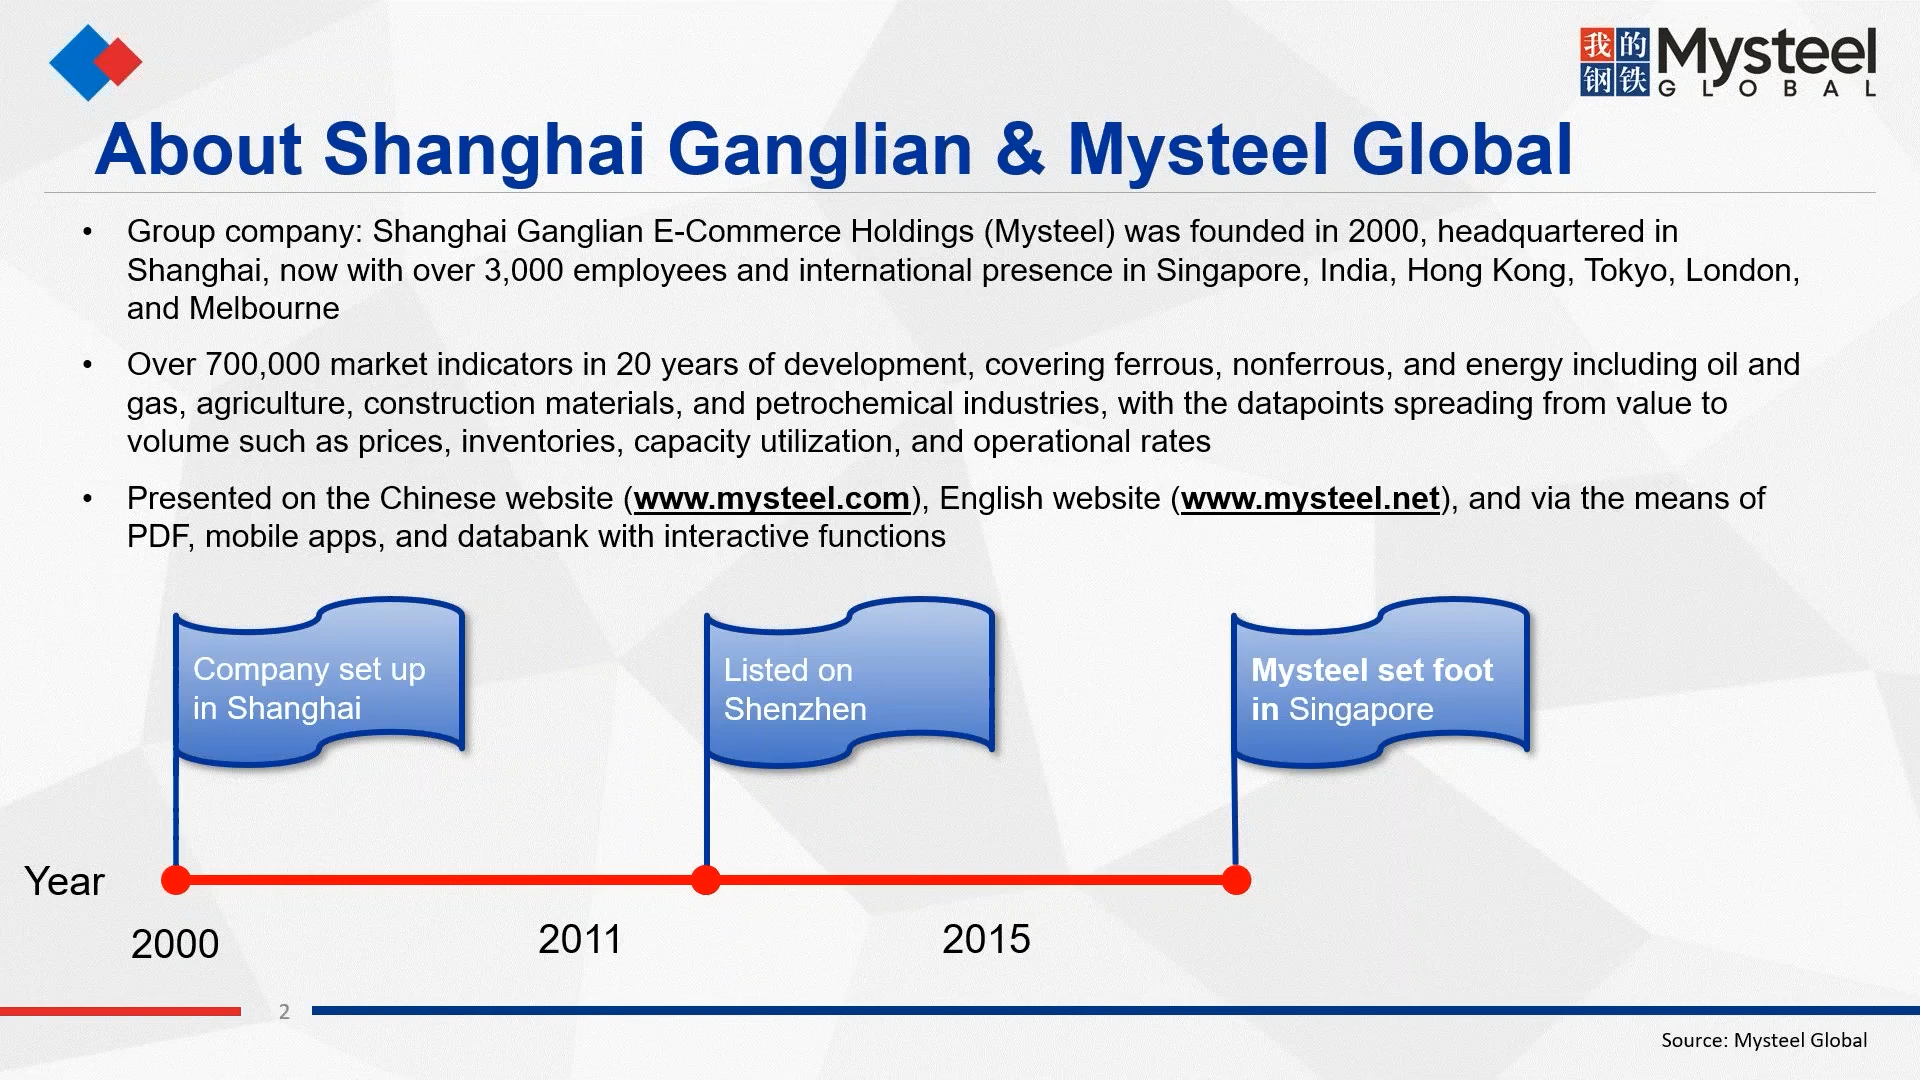 我的
钢铁
Mysteel
GLOBAL
About Shanghai Ganglian & Mysteel Global
• Group company: Shanghai Ganglian E-Commerce Holdings (Mysteel) was founded in 2000, headquartered in
Shanghai, now with over 3,000 employees and international presence in Singapore, India, Hong Kong, Tokyo, London,
and Melbourne
• Over 700,000 market indicators in 20 years of development, covering ferrous, nonferrous, and energy including oil and
gas, agriculture, construction materials, and petrochemical industries, with the datapoints spreading from value to
volume such as prices, inventories, capacity utilization, and operational rates
• Presented on the Chinese website (www.mysteel.com), English website (www.mysteel.net), and via the means of
PDF, mobile apps, and databank with interactive functions
Company set up
in Shanghai
Listed on
Shenzhen
Mysteel set foot
in Singapore
Year
2000
2011
2015
2
Source: Mysteel Global